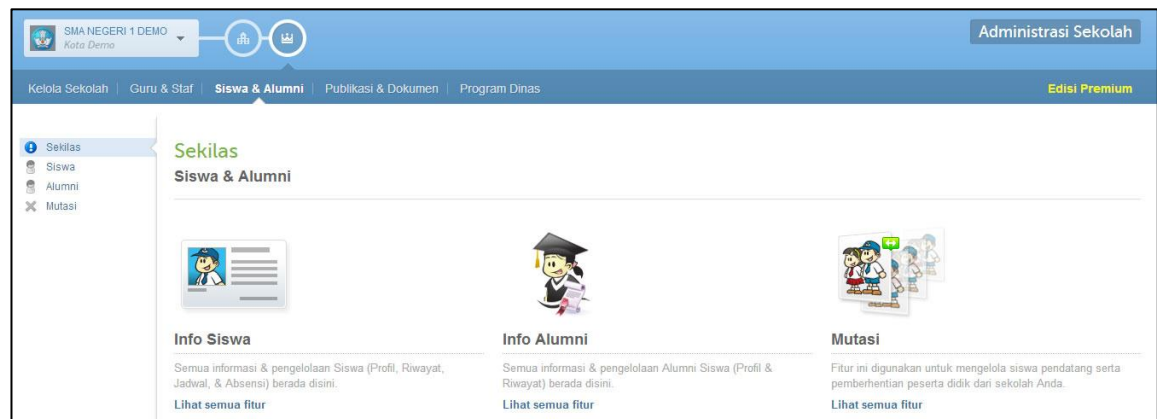 SMA NEGERI 1 DEMO
Kota Demo
Administrasi Sekolah
Kelola Sekolah | Guru & Staf | Siswa & Alumni | Publikasi & Dokumen | Program Dinas
Edisi Premium
Sekilas
Siswa
Alumni
Mutasi
Sekilas
Siswa & Alumni
Info Siswa
Semua informasi & pengelolaan Siswa (Profil, Riwayat,
Jadwal, & Absensi) berada disini.
Lihat semua fitur
Info Alumni
Semua informasi & pengelolaan Alumni Siswa (Profil &
Riwayat) berada disini.
Lihat semua fitur
Mutasi
Fitur ini digunakan untuk mengelola siswa pendatang serta
pemberhentian peserta didik dari sekolah Anda.
Lihat semua fitur